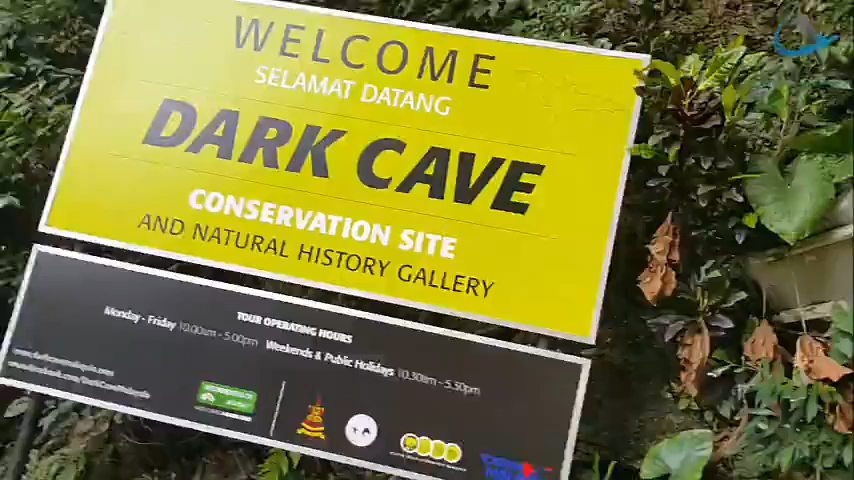 WELCOME
SELAMAT DATANG
DARK CAVE
CONSERVATION SITE
AND NATURAL HISTORY GALLERY
TOUR OPERATING HOURS
Monday - Friday 10.00am - 5.00pm Weekends & Public Holidays 10.30am - 5.30pm